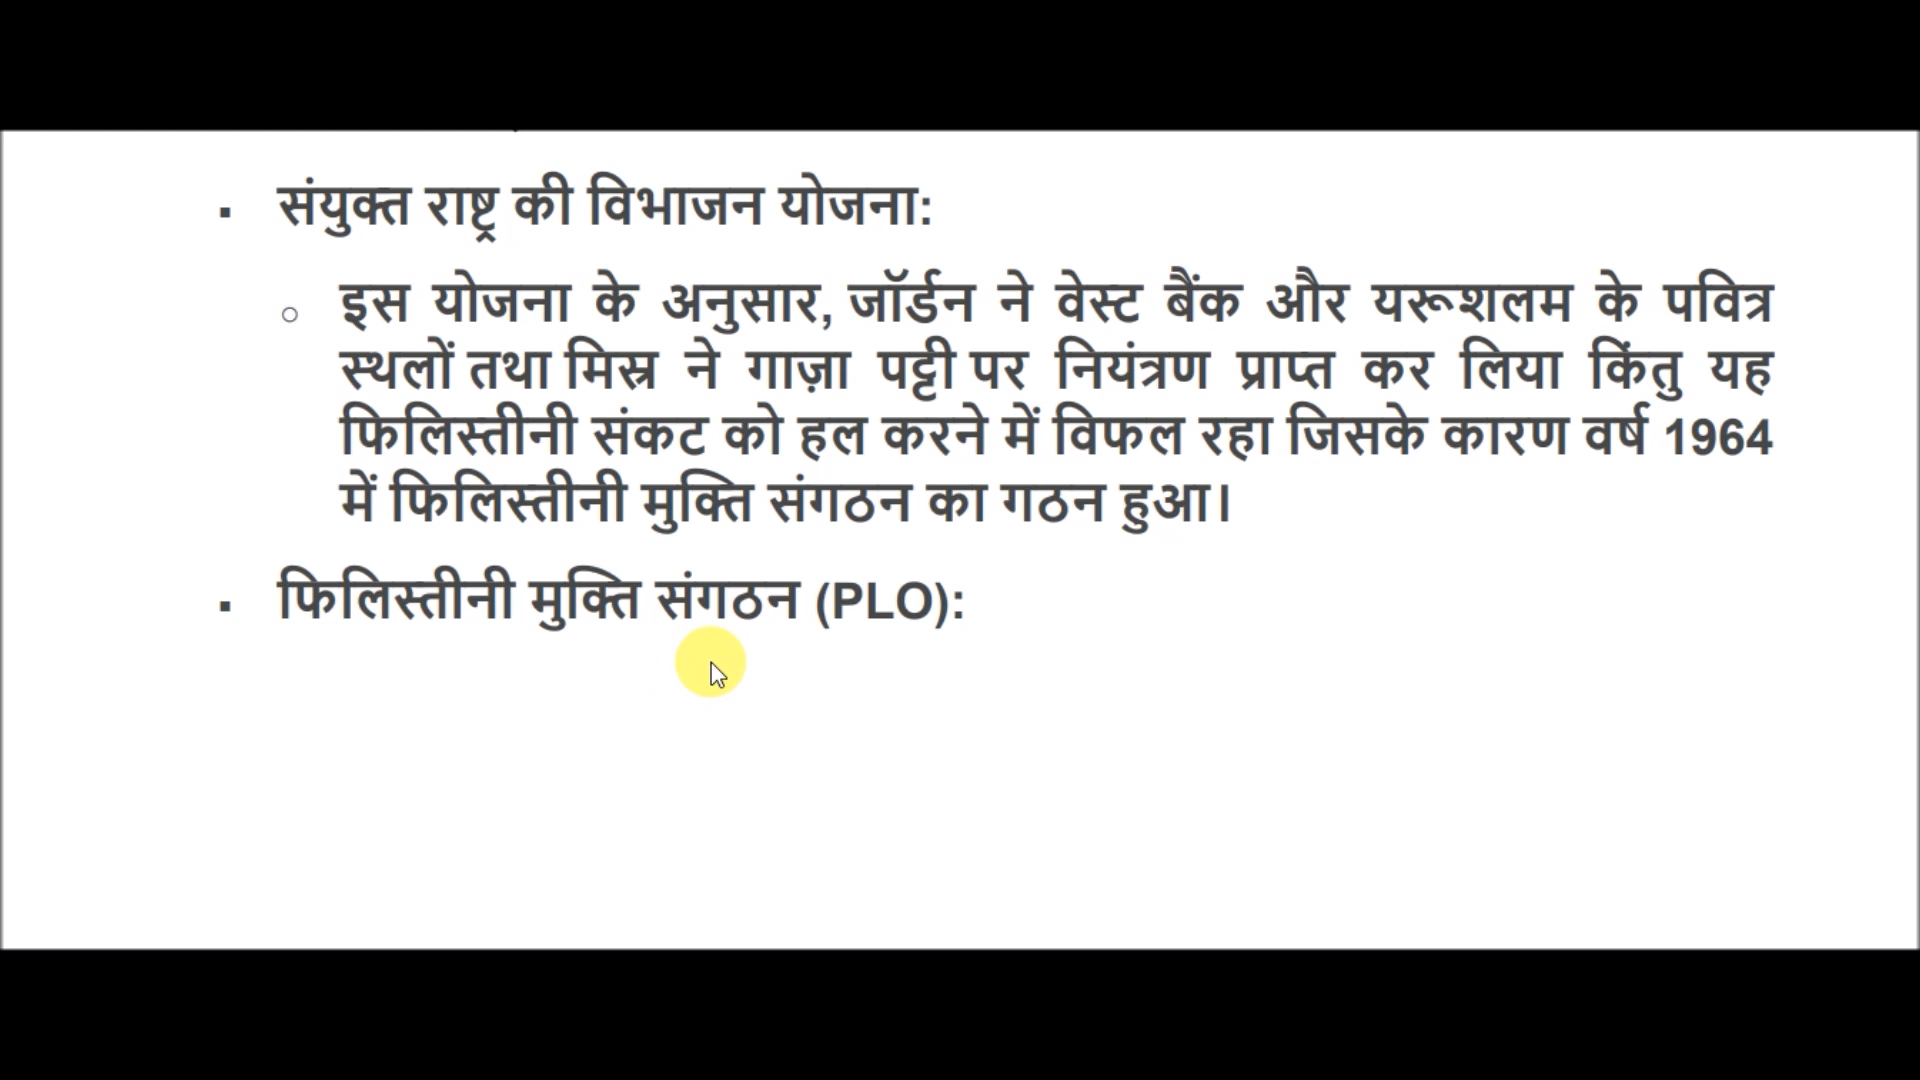 ▪ संयुक्त राष्ट्र की विभाजन योजना:
○ इस योजना के अनुसार, जॉर्डन ने वेस्ट बैंक और यरूशलम के पवित्र
स्थलों तथा मिस्र ने गाज़ा पट्टी पर नियंत्रण प्राप्त कर लिया किंतु यह
फिलिस्तीनी संकट को हल करने में विफल रहा जिसके कारण वर्ष 1964
में फिलिस्तीनी मुक्ति संगठन का गठन हुआ।
▪ फिलिस्तीनी मुक्ति संगठन (PLO):